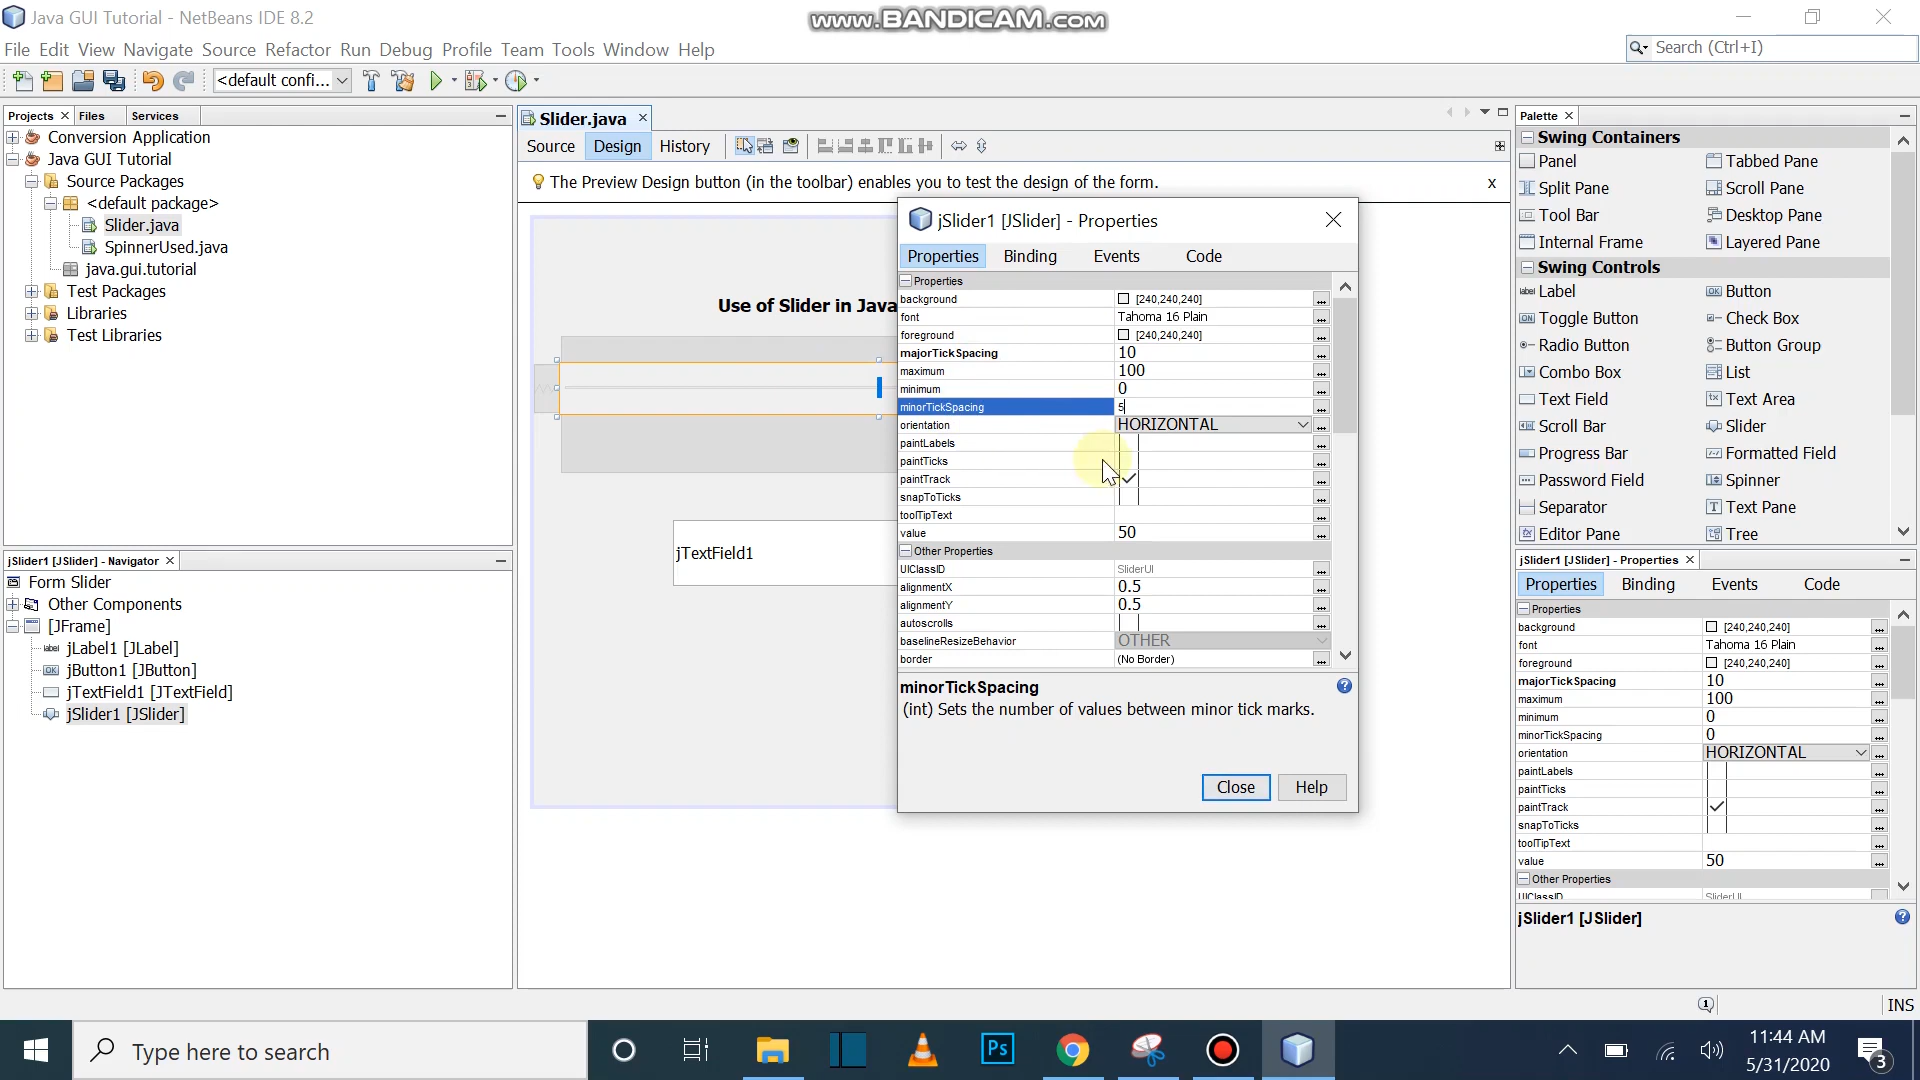 Java GUI Tutorial - NetBeans IDE 8.2
www.BANDICAM.com
File Edit View Navigate Source Refactor Run Debug Profile Team Tools Window Help
Search (Ctrl+I)
<default confi...
Projects Files Services
Conversion Application
Java GUI Tutorial
Source Packages
<default package>
Slider.java
SpinnerUsed.java
java.gui.tutorial
Test Packages
Libraries
Test Libraries
jSlider1 [JSlider] - Navigator
Form Slider
Other Components
[JFrame]
jLabel1 [JLabel]
jButton1 [JButton]
jTextField1 [JTextField]
jSlider1 [JSlider]
Slider.java
Source Design History
The Preview Design button (in the toolbar) enables you to test the design of the form. x
Use of Slider in Java
jTextField1
jSlider1 [JSlider] - Properties
Properties Binding Events Code
Properties
background [240,240,240] ...
font Tahoma 16 Plain ...
foreground [240,240,240] ...
majorTickSpacing 10 ...
maximum 100 ...
minimum 0 ...
minorTickSpacing 5 ...
orientation HORIZONTAL ...
paintLabels ...
paintTicks ...
paintTrack ...
snapToTicks ...
toolTipText ...
value 50 ...
Other Properties
UIClassID SliderUI ...
alignmentX 0.5 ...
alignmentY 0.5 ...
autoscrolls ...
baselineResizeBehavior OTHER
border (No Border) ...
minorTickSpacing
(int) Sets the number of values between minor tick marks.
Close Help
Palette
Swing Containers
Panel Tabbed Pane
Split Pane Scroll Pane
Tool Bar Desktop Pane
Internal Frame Layered Pane
Swing Controls
label Label OK Button
ON Toggle Button Check Box
Radio Button Button Group
Combo Box List
Text Field Text Area
Scroll Bar Slider
Progress Bar Formatted Field
Password Field Spinner
Separator T Text Pane
Editor Pane Tree
jSlider1 [JSlider] - Properties
Properties Binding Events Code
Properties
background [240,240,240] ...
font Tahoma 16 Plain ...
foreground [240,240,240] ...
majorTickSpacing 10 ...
maximum 100 ...
minimum 0 ...
minorTickSpacing 0 ...
orientation HORIZONTAL ...
paintLabels ...
paintTicks ...
paintTrack ...
snapToTicks ...
toolTipText ...
value 50 ...
Other Properties
UIClassID SliderUI
jSlider1 [JSlider]
1 INS
Type here to search
Ps
11:44 AM
5/31/2020
3